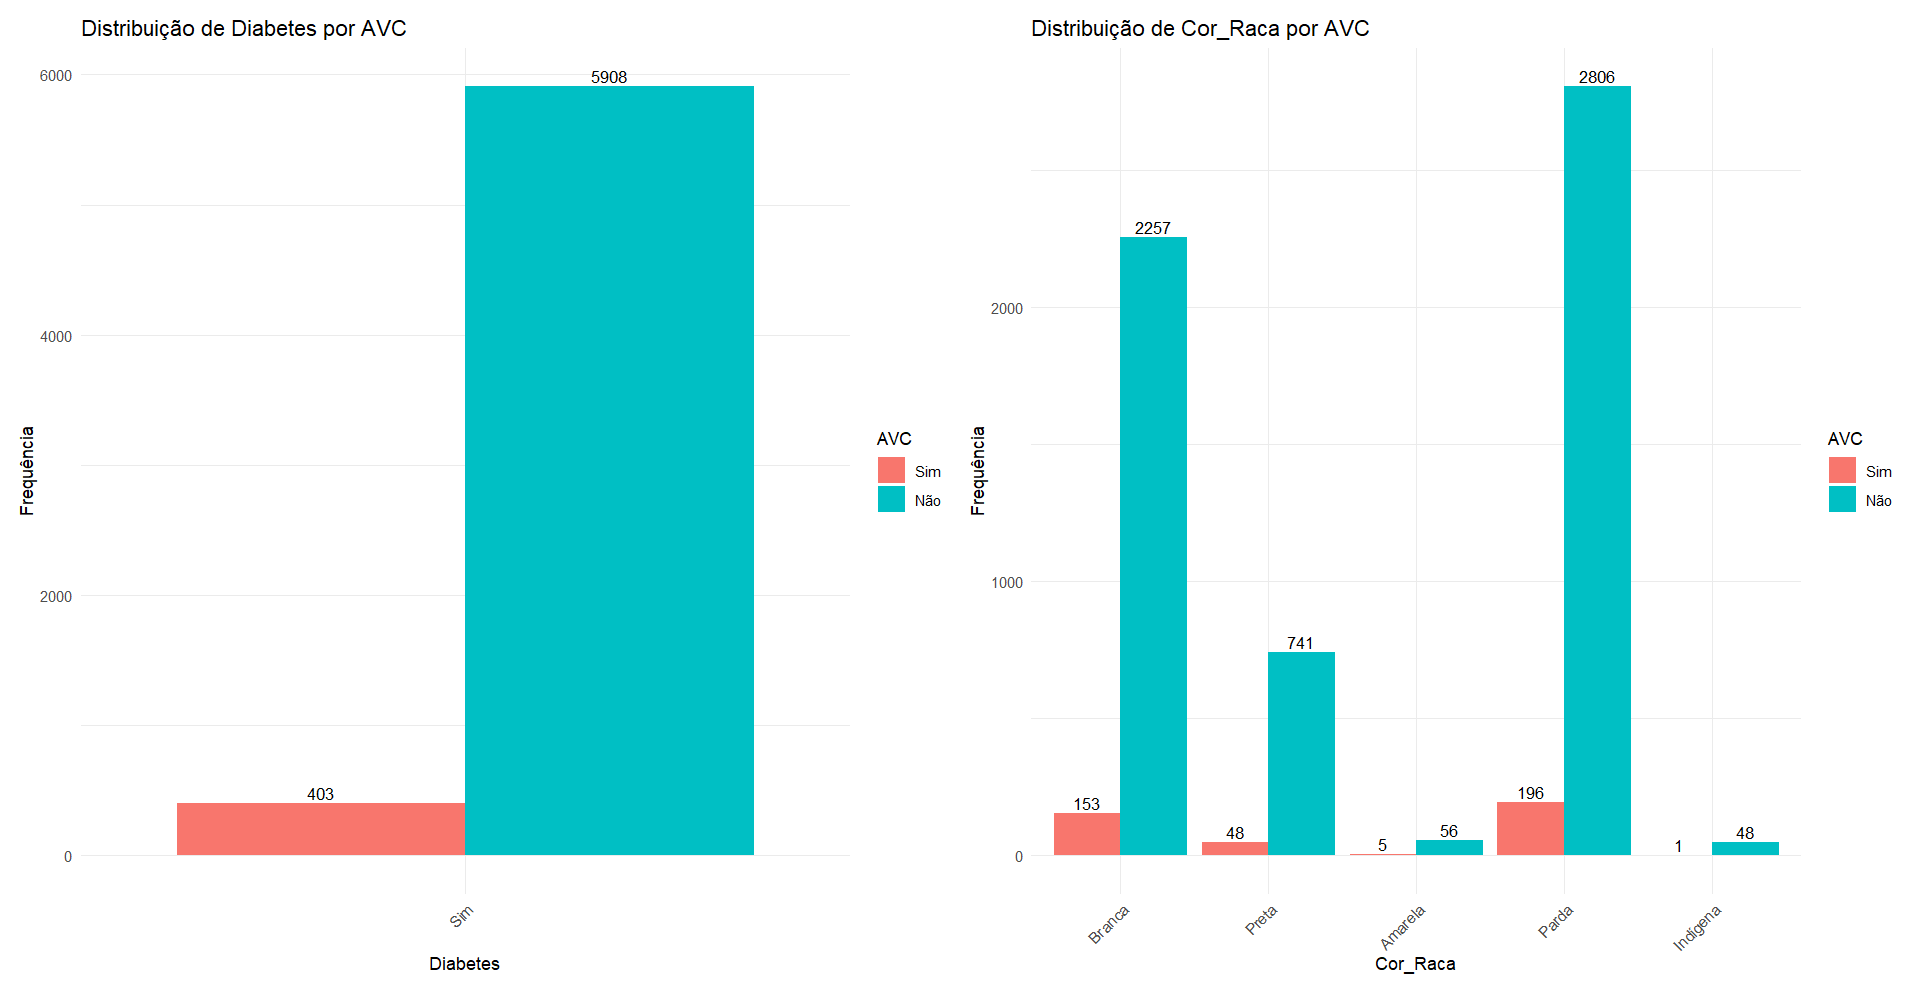 Distribuição de Diabetes por AVC
6000
4000
2000
0
Frequência
5908
403
Sim
Diabetes
AVC
Sim
Não
Distribuição de Cor_Raca por AVC
2000
1000
0
Frequência
153
2257
48
741
5
56
196
2806
1
48
Branca
Preta
Amarela
Parda
Indígena
Cor_Raca
AVC
Sim
Não